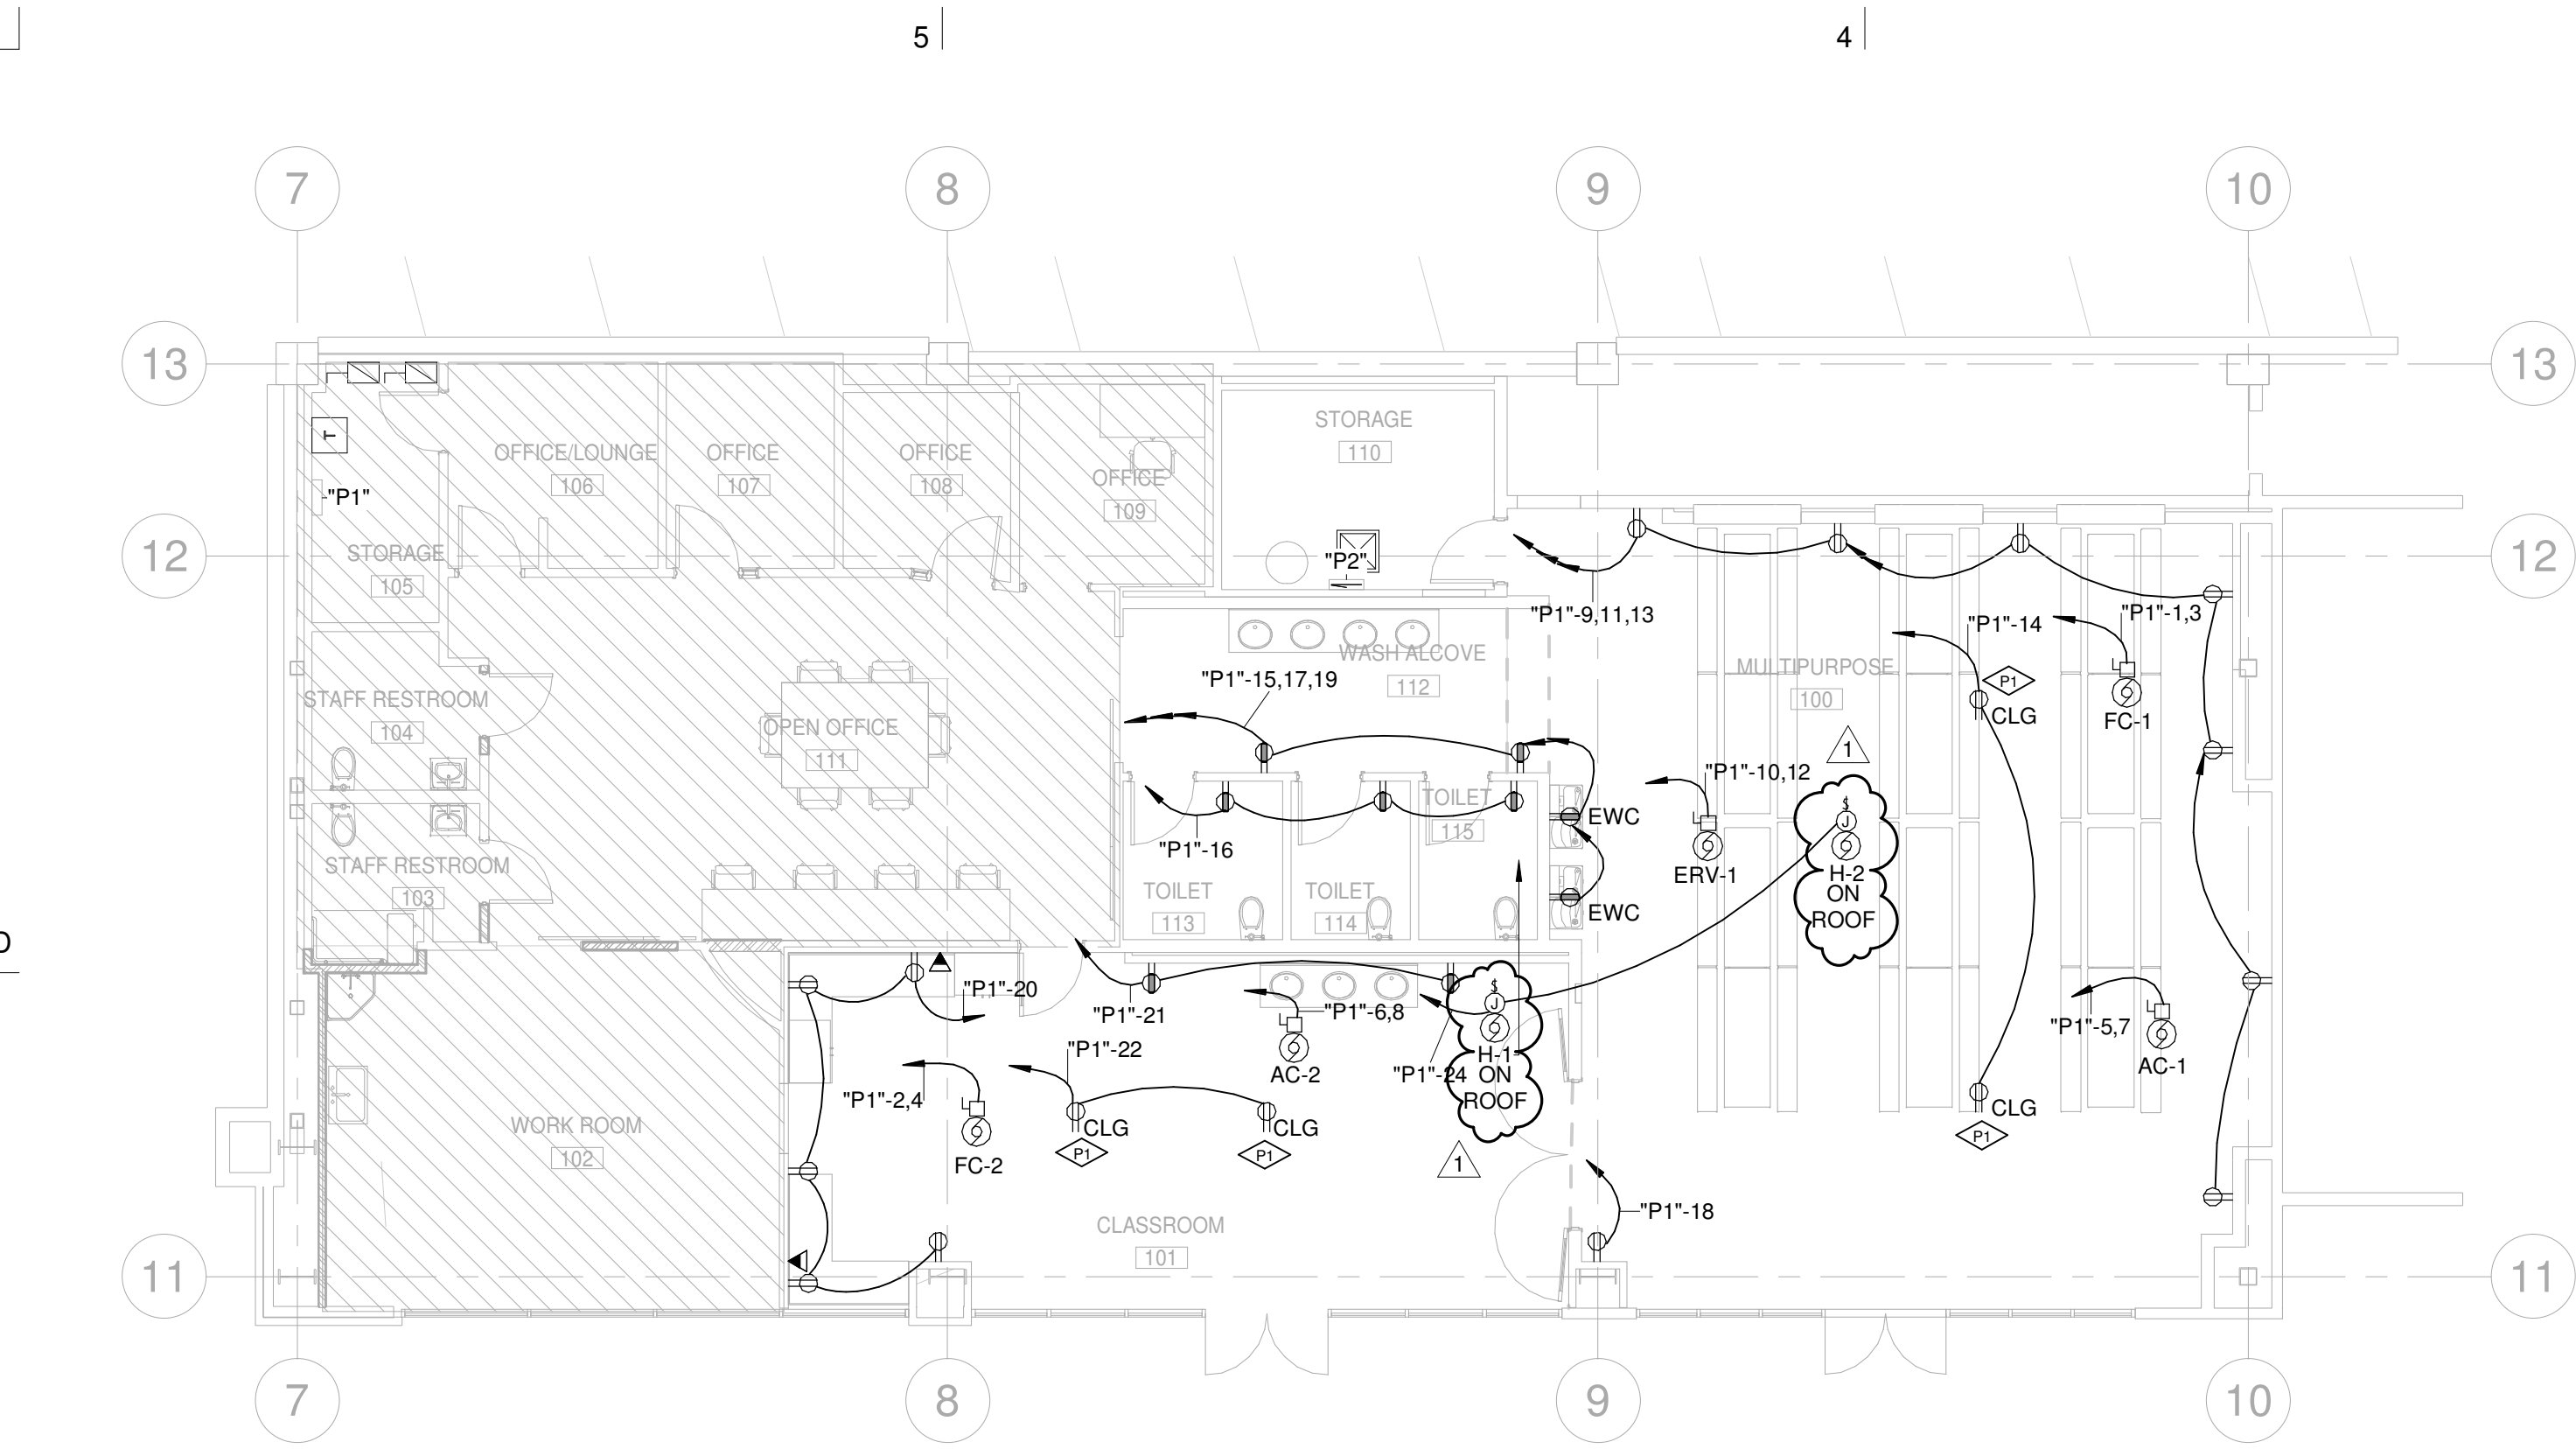 5
4
7
8
9
10
13
13
STORAGE
110
OFFICE/LOUNGE
106
OFFICE
107
OFFICE
108
OFFICE
109
T
"P1"
12
12
STORAGE
105
"P2"
"P1"-9,11,13
"P1"-14
"P1"-1,3
WASH ALCOVE
112
MULTIPURPOSE
100
"P1"-15,17,19
P1
CLG
FC-1
STAFF RESTROOM
104
OPEN OFFICE
111
1
"P1"-10,12
TOILET
115
EWC
$
J
"P1"-16
ERV-1
H-2
ON
ROOF
STAFF RESTROOM
103
TOILET
113
TOILET
114
EWC
D
"P1"-20
"P1"-21
"P1"-6,8
$
J
"P1"-5,7
"P1"-22
H-1
ON
ROOF
AC-2
"P1"-24
AC-1
"P1"-2,4
CLG
P1
CLG
P1
CLG
P1
WORK ROOM
102
FC-2
1
"P1"-18
CLASSROOM
101
11
11
7
8
9
10